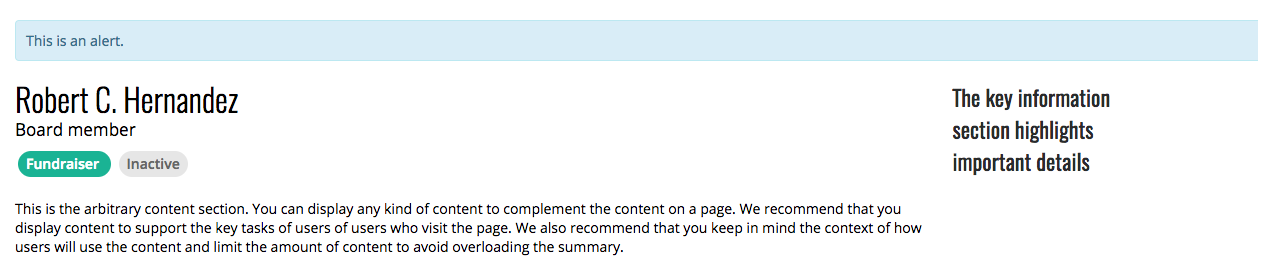 This is an alert.
Robert C. Hernandez
Board member
Fundraiser Inactive
This is the arbitrary content section. You can display any kind of content to complement the content on a page. We recommend that you
display content to support the key tasks of users of users who visit the page. We also recommend that you keep in mind the context of how
users will use the content and limit the amount of content to avoid overloading the summary.
The key information
section highlights
important details